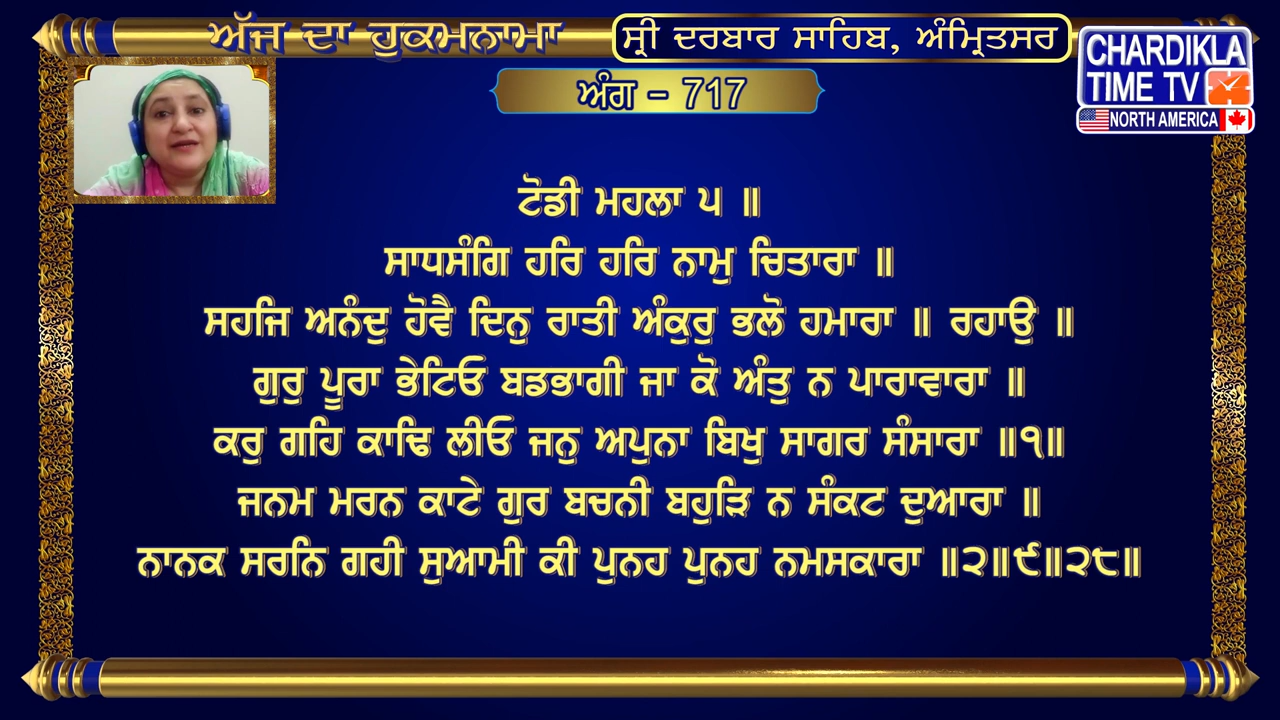 ਅੱਜ ਦਾ ਹੁਕਮਨਾਮਾ
ਸ੍ਰੀ ਦਰਬਾਰ ਸਾਹਿਬ, ਅੰਮ੍ਰਿਤਸਰ
CHARDIKLA
TIME TV
NORTH AMERICA
ਅੰਗ - 717
ਟੋਡੀ ਮਹਲਾ ੫ ॥
ਸਾਧਸੰਗਿ ਹਰਿ ਹਰਿ ਨਾਮੁ ਚਿਤਾਰਾ ॥
ਸਹਜਿ ਅਨੰਦੁ ਹੋਵੈ ਦਿਨੁ ਰਾਤੀ ਅੰਕੁਰੁ ਭਲੋ ਹਮਾਰਾ ॥ ਰਹਾਉ ॥
ਗੁਰੁ ਪੂਰਾ ਭੇਟਿਓ ਬਡਭਾਗੀ ਜਾ ਕੋ ਅੰਤੁ ਨ ਪਾਰਾਵਾਰਾ ॥
ਕਰੁ ਗਹਿ ਕਾਢਿ ਲੀਓ ਜਨੁ ਅਪੁਨਾ ਬਿਖੁ ਸਾਗਰ ਸੰਸਾਰਾ ॥੧॥
ਜਨਮ ਮਰਨ ਕਾਟੇ ਗੁਰ ਬਚਨੀ ਬਹੁੜਿ ਨ ਸੰਕਟ ਦੁਆਰਾ ॥
ਨਾਨਕ ਸਰਨਿ ਗਹੀ ਸੁਆਮੀ ਕੀ ਪੁਨਹ ਪੁਨਹ ਨਮਸਕਾਰਾ ॥੨॥੯॥੨੮॥